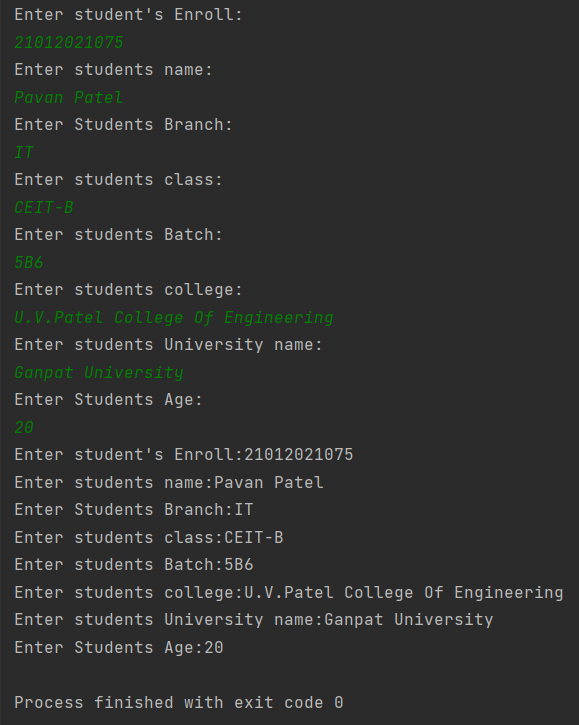 Enter student's Enroll:
21012021075
Enter students name:
Pavan Patel
Enter Students Branch:
IT
Enter students class:
CEIT-B
Enter students Batch:
5B6
Enter students college:
U.V.Patel College Of Engineering
Enter students University name:
Ganpat University
Enter Students Age:
20
Enter student's Enroll:21012021075
Enter students name:Pavan Patel
Enter Students Branch:IT
Enter students class:CEIT-B
Enter students Batch:5B6
Enter students college:U.V.Patel College Of Engineering
Enter students University name:Ganpat University
Enter Students Age:20
Process finished with exit code 0